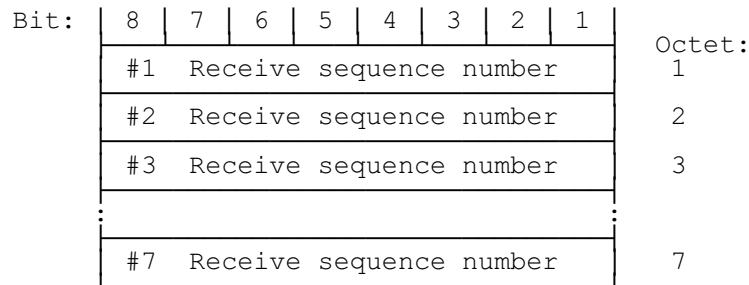 Bit: 8 7 6 5 4 3 2 1
Octet:
#1 Receive sequence number 1
#2 Receive sequence number 2
#3 Receive sequence number 3
: :
#7 Receive sequence number 7